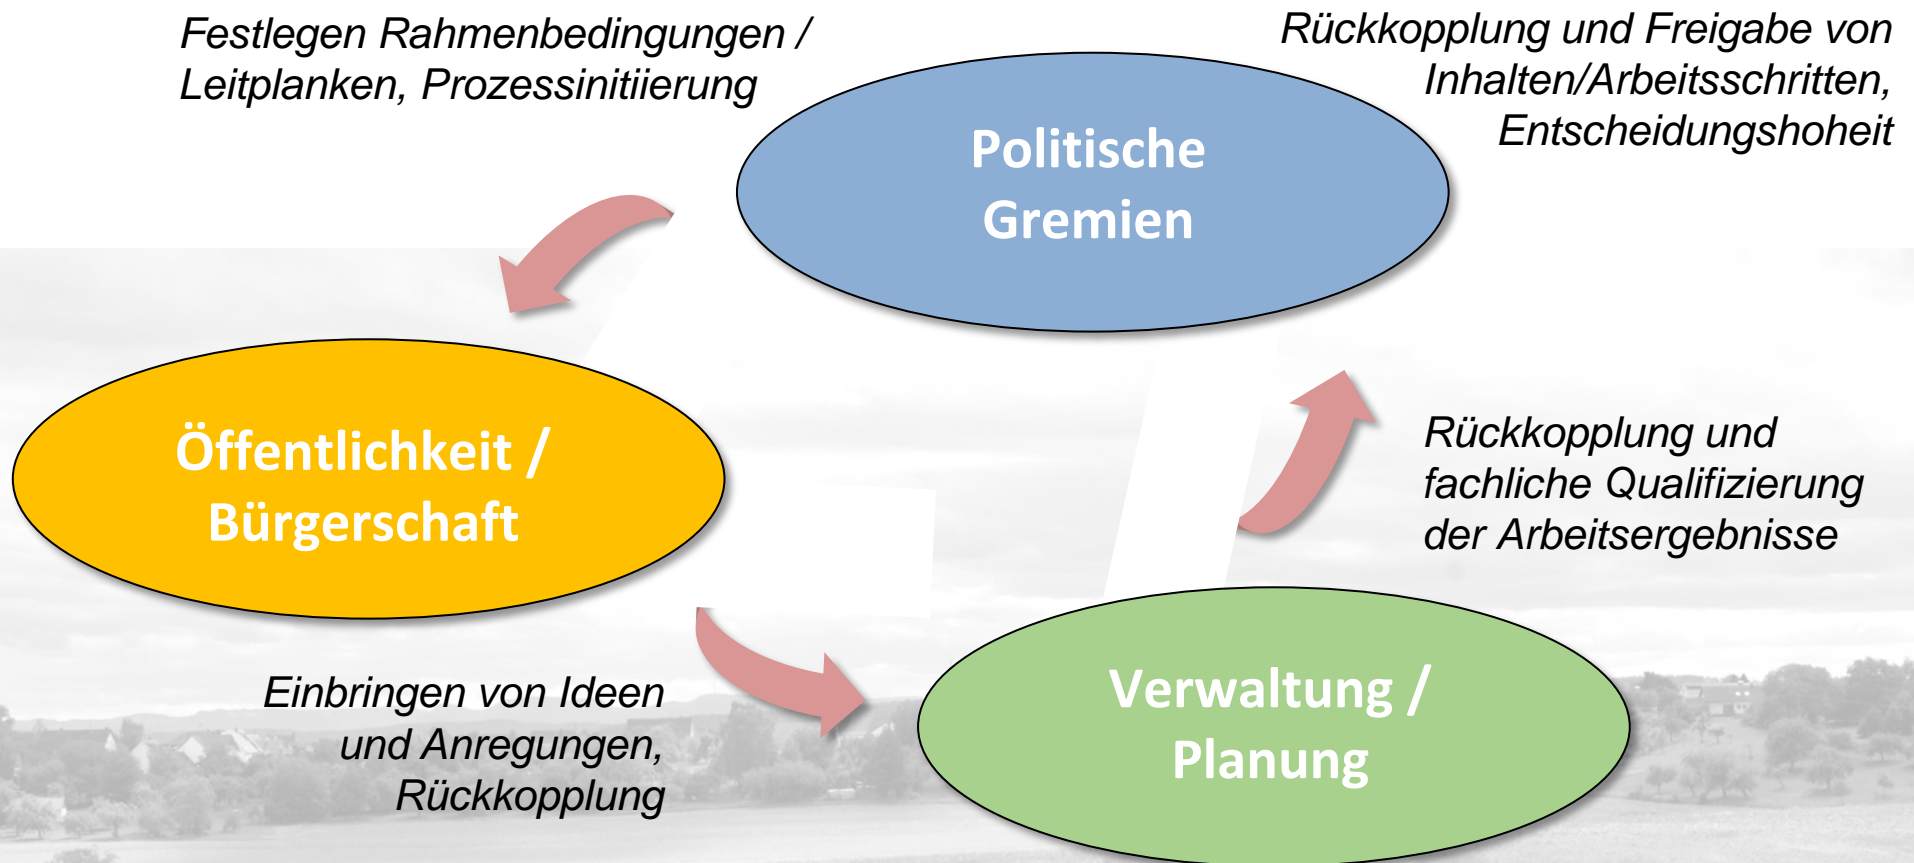 Festlegen Rahmenbedingungen /
Leitplanken, Prozessinitiierung
Rückkopplung und Freigabe von
Inhalten/Arbeitsschritten,
Entscheidungshoheit
Politische
Gremien
Öffentlichkeit /
Bürgerschaft
Rückkopplung und
fachliche Qualifizierung
der Arbeitsergebnisse
Einbringen von Ideen
und Anregungen,
Rückkopplung
Verwaltung /
Planung